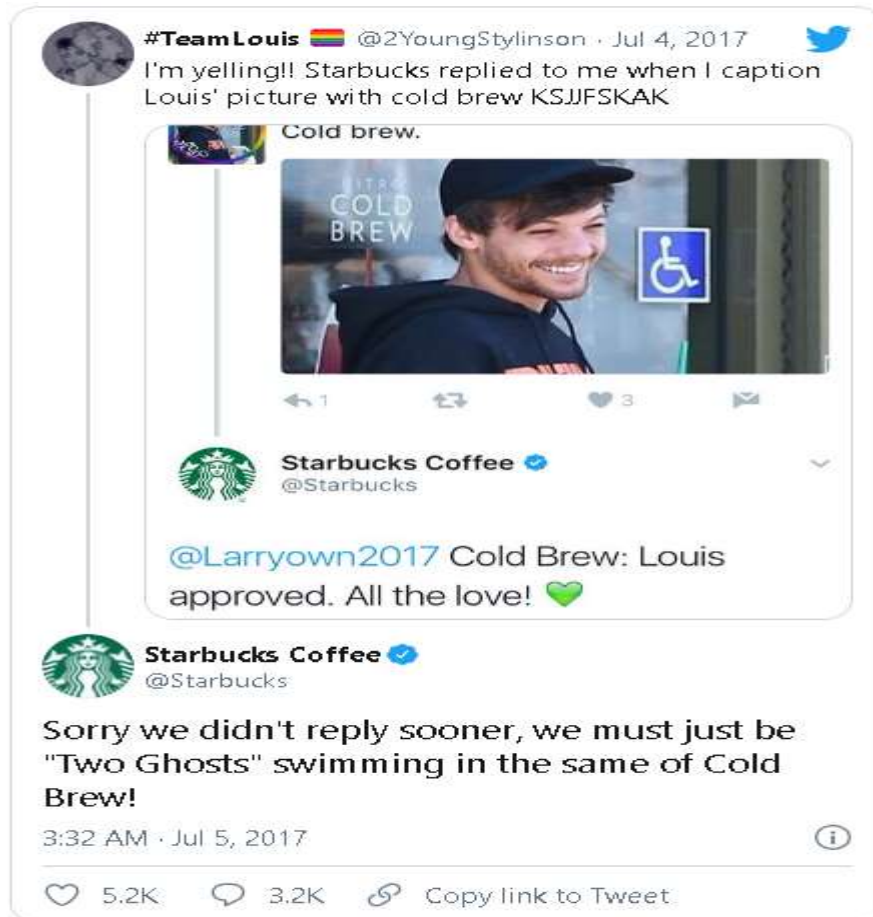 #TeamLouis 🏳️‍🌈 @2YoungStylinson · Jul 4, 2017
I'm yelling!! Starbucks replied to me when I caption
Louis' picture with cold brew KSJJFSKAK
Cold brew.
NITRO
COLD
BREW
1
3
Starbucks Coffee
@Starbucks
@Larryown2017 Cold Brew: Louis
approved. All the love! 💚
Starbucks Coffee
@Starbucks
Sorry we didn't reply sooner, we must just be
"Two Ghosts" swimming in the same of Cold
Brew!
3:32 AM · Jul 5, 2017
5.2K 3.2K Copy link to Tweet